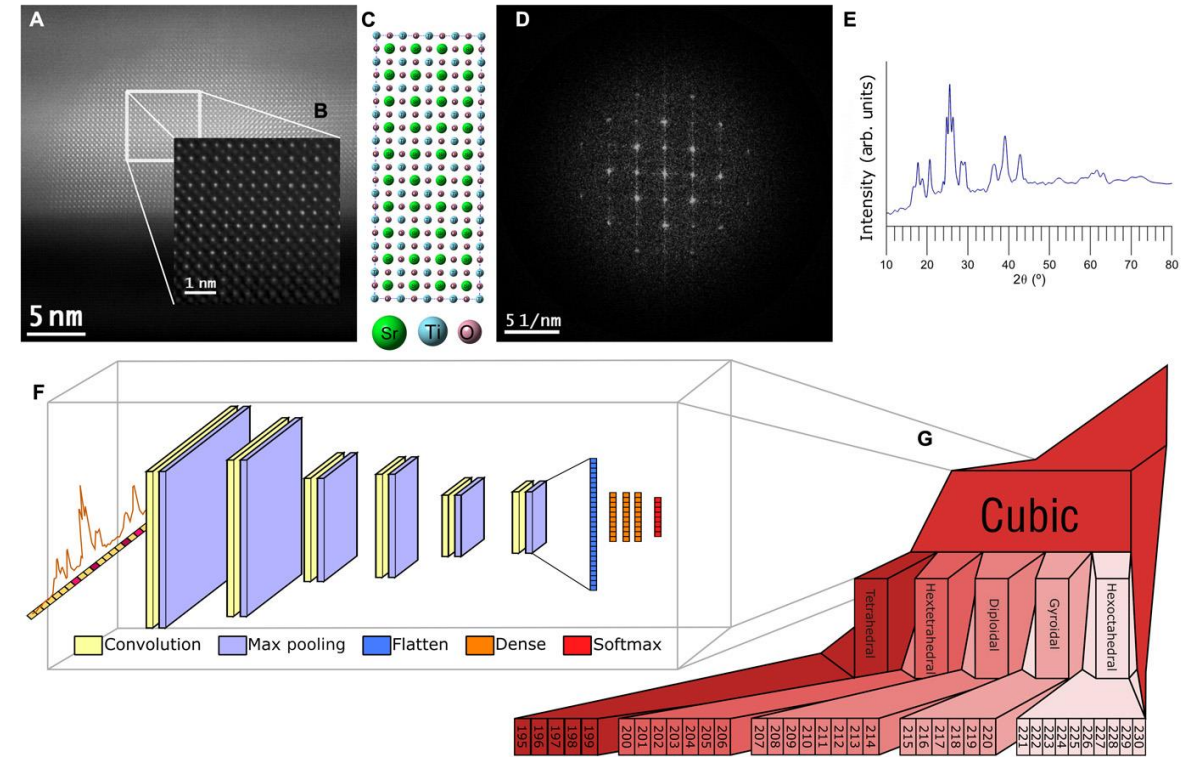 A
B
1 nm
5 nm
C
Sr Ti O
D
5 1/nm
E
Intensity (arb. units)
10 20 30 40 50 60 70 80
2θ (º)
F
Convolution Max pooling Flatten Dense Softmax
G
Cubic
Tetrahedral
Hextetrahedral
Diploidal
Gyroidal
Hexoctahedral
195 196 197 198 199
200 201 202 203 204 205 206
207 208 209 210 211 212 213 214
215 216 217 218 219 220
221 222 223 224 225 226 227 228 229 230